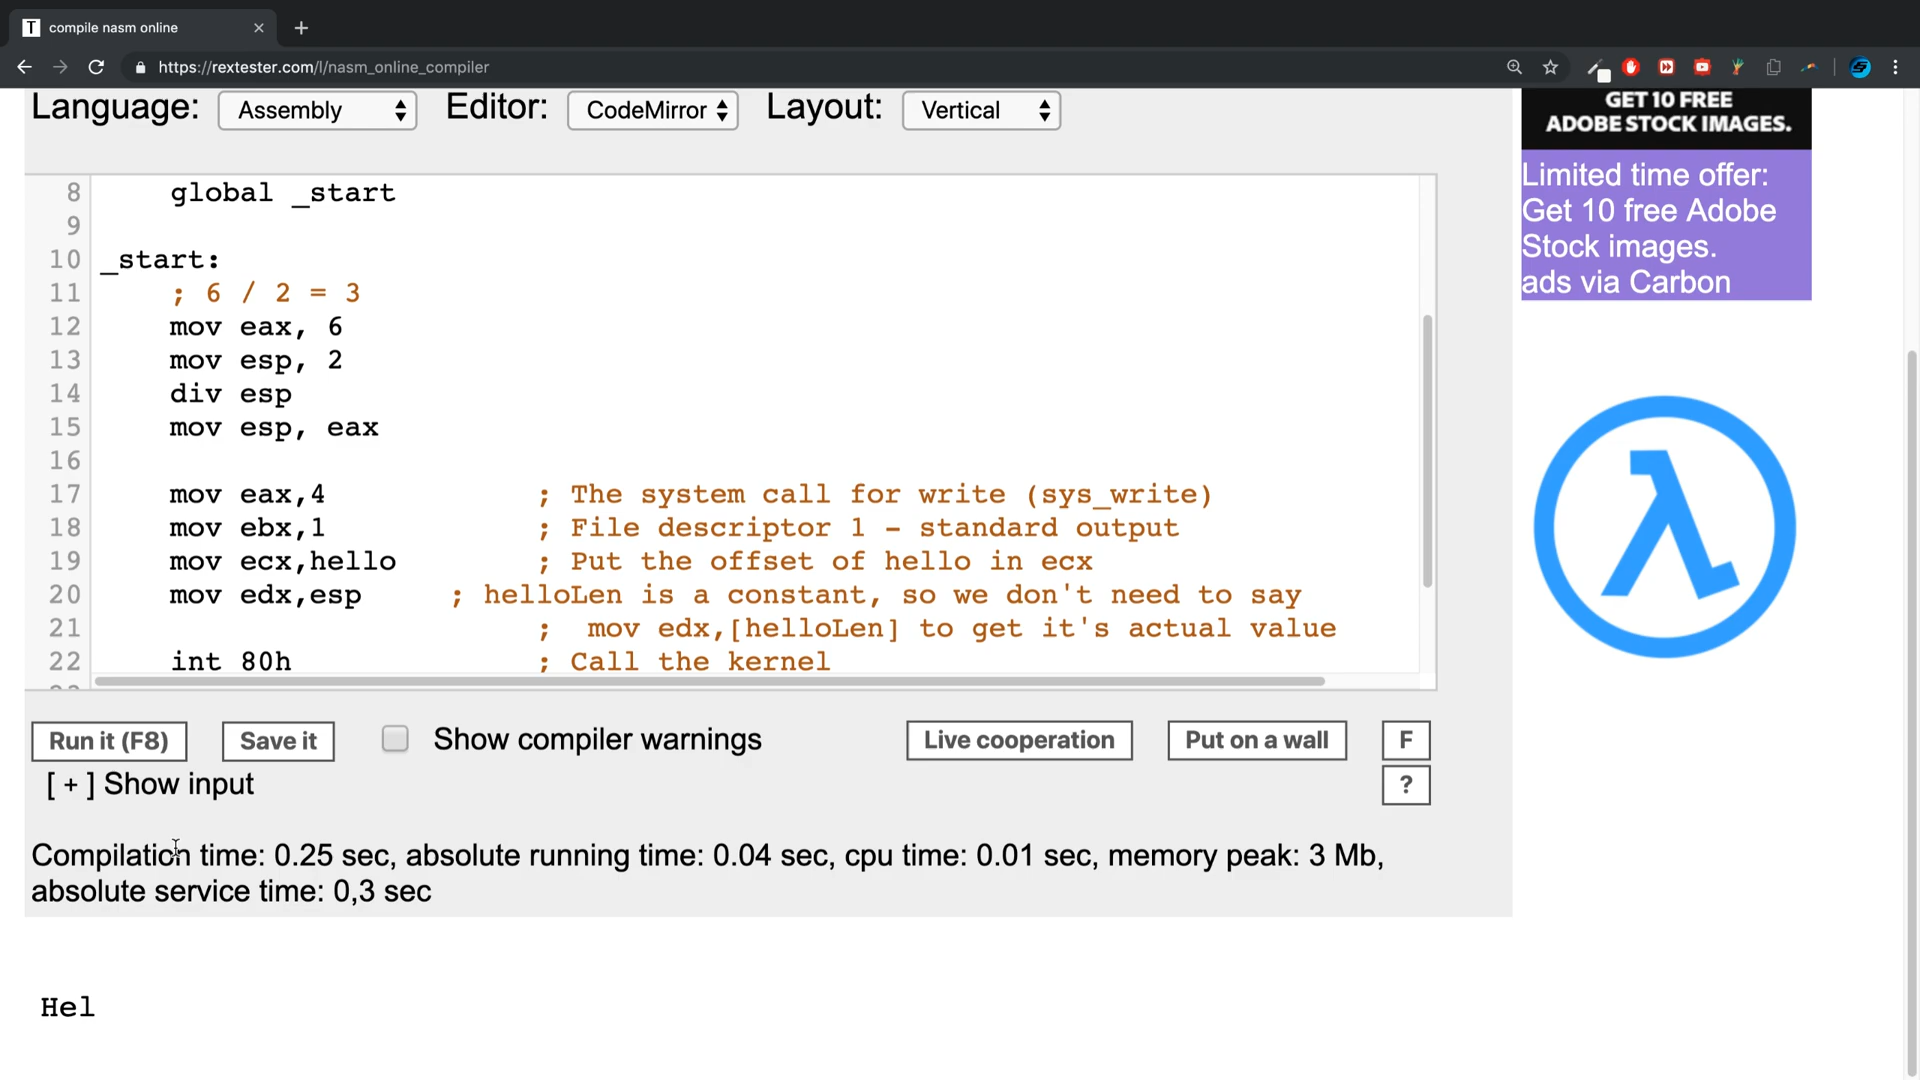 compile nasm online
https://rextester.com/l/nasm_online_compiler
Language: Assembly Editor: CodeMirror Layout: Vertical
GET 10 FREE
ADOBE STOCK IMAGES.
Limited time offer:
Get 10 free Adobe
Stock images.
ads via Carbon
8 global _start
9
10 _start:
11 ; 6 / 2 = 3
12 mov eax, 6
13 mov esp, 2
14 div esp
15 mov esp, eax
16
17 mov eax,4 ; The system call for write (sys_write)
18 mov ebx,1 ; File descriptor 1 - standard output
19 mov ecx,hello ; Put the offset of hello in ecx
20 mov edx,esp ; helloLen is a constant, so we don't need to say
21 ; mov edx,[helloLen] to get it's actual value
22 int 80h ; Call the kernel
Run it (F8) Save it Show compiler warnings Live cooperation Put on a wall F
[ + ] Show input ?
Compilation time: 0.25 sec, absolute running time: 0.04 sec, cpu time: 0.01 sec, memory peak: 3 Mb,
absolute service time: 0,3 sec
Hel